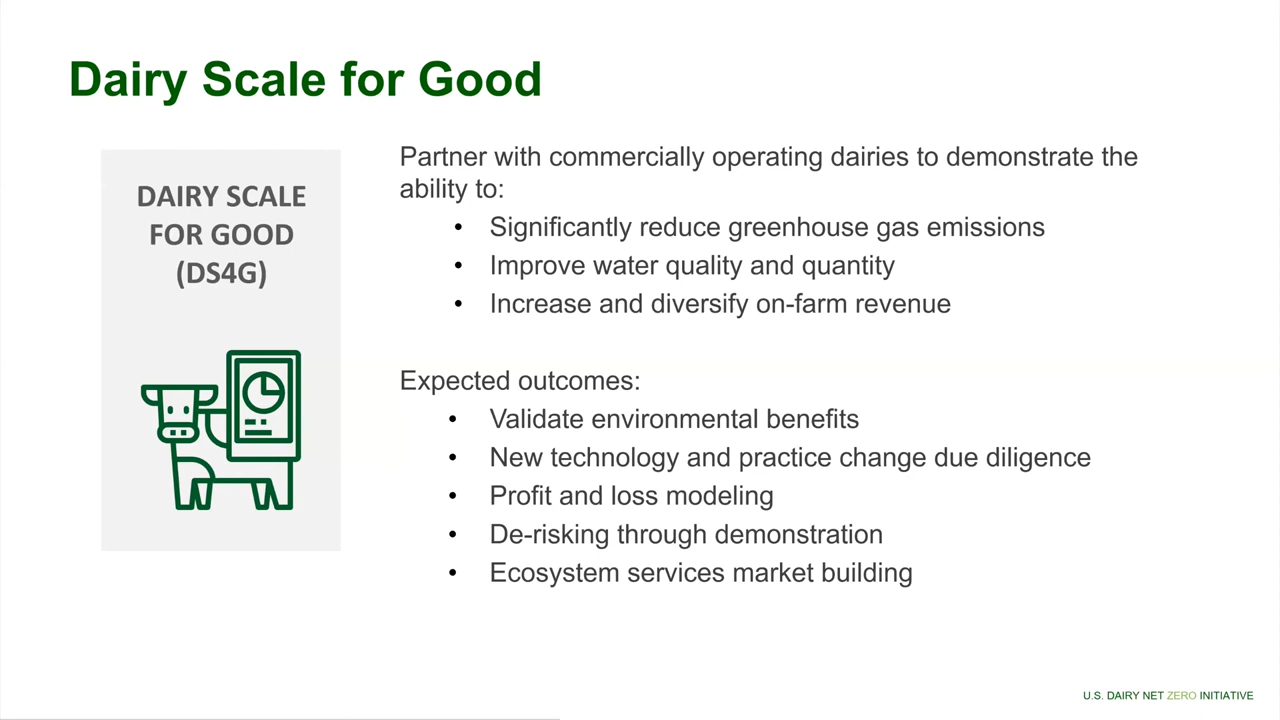 Dairy Scale for Good
DAIRY SCALE
FOR GOOD
(DS4G)
Partner with commercially operating dairies to demonstrate the
ability to:
• Significantly reduce greenhouse gas emissions
• Improve water quality and quantity
• Increase and diversify on-farm revenue
Expected outcomes:
• Validate environmental benefits
• New technology and practice change due diligence
• Profit and loss modeling
• De-risking through demonstration
• Ecosystem services market building
U.S. DAIRY NET ZERO INITIATIVE